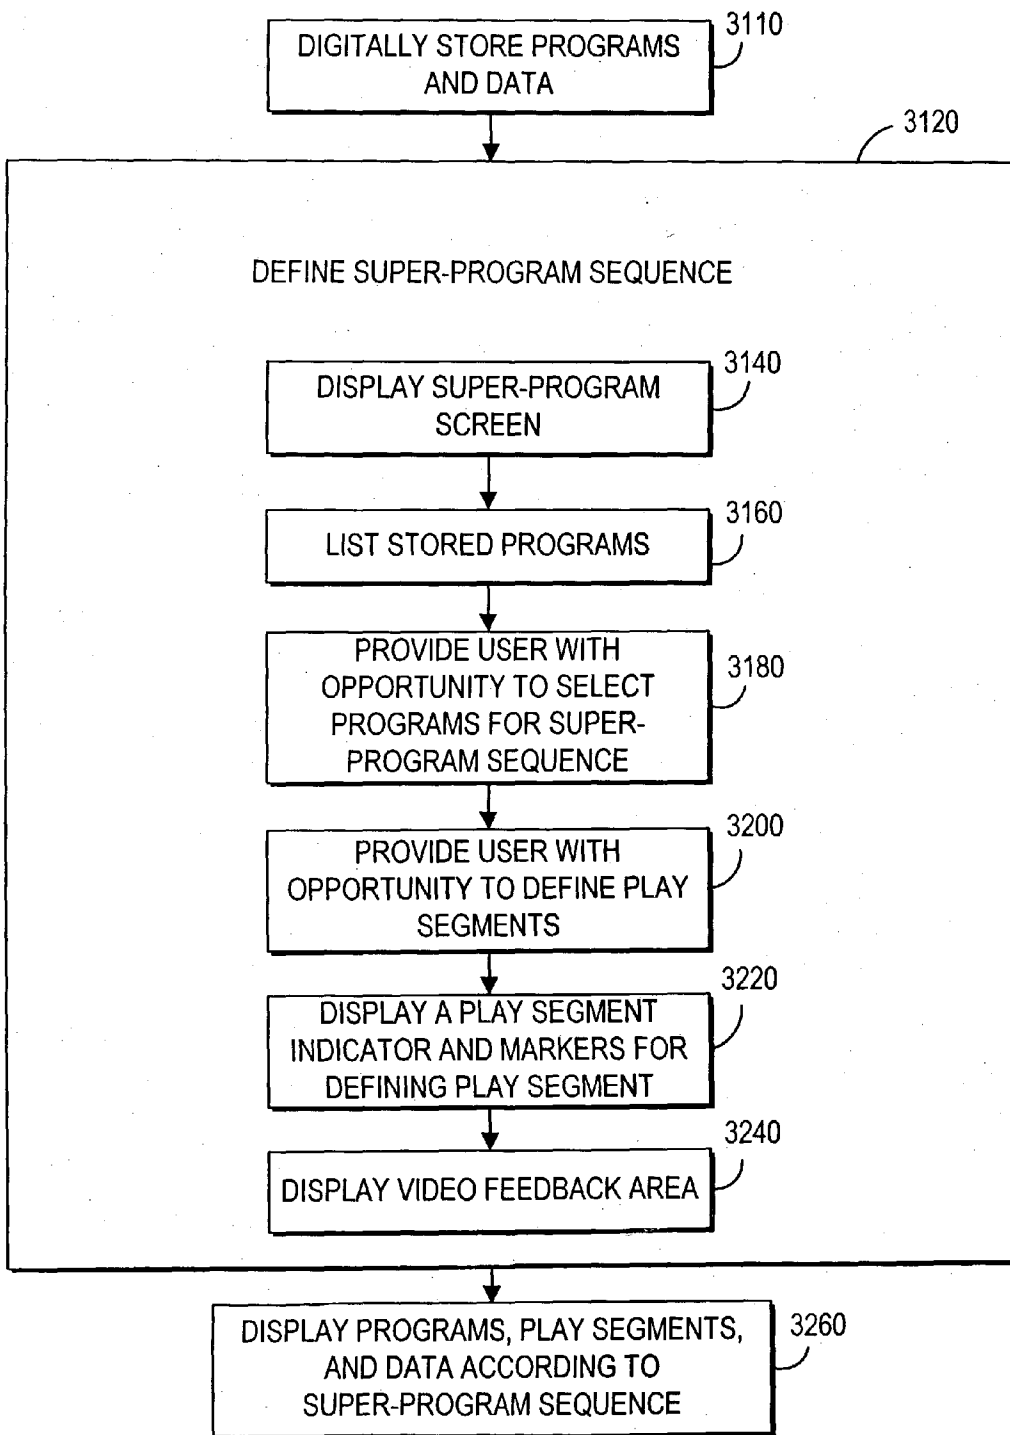 3110
DIGITALLY STORE PROGRAMS
AND DATA
3120
DEFINE SUPER-PROGRAM SEQUENCE
3140
DISPLAY SUPER-PROGRAM
SCREEN
3160
LIST STORED PROGRAMS
3180
PROVIDE USER WITH
OPPORTUNITY TO SELECT
PROGRAMS FOR SUPER-
PROGRAM SEQUENCE
3200
PROVIDE USER WITH
OPPORTUNITY TO DEFINE PLAY
SEGMENTS
3220
DISPLAY A PLAY SEGMENT
INDICATOR AND MARKERS FOR
DEFINING PLAY SEGMENT
3240
DISPLAY VIDEO FEEDBACK AREA
3260
DISPLAY PROGRAMS, PLAY SEGMENTS,
AND DATA ACCORDING TO
SUPER-PROGRAM SEQUENCE